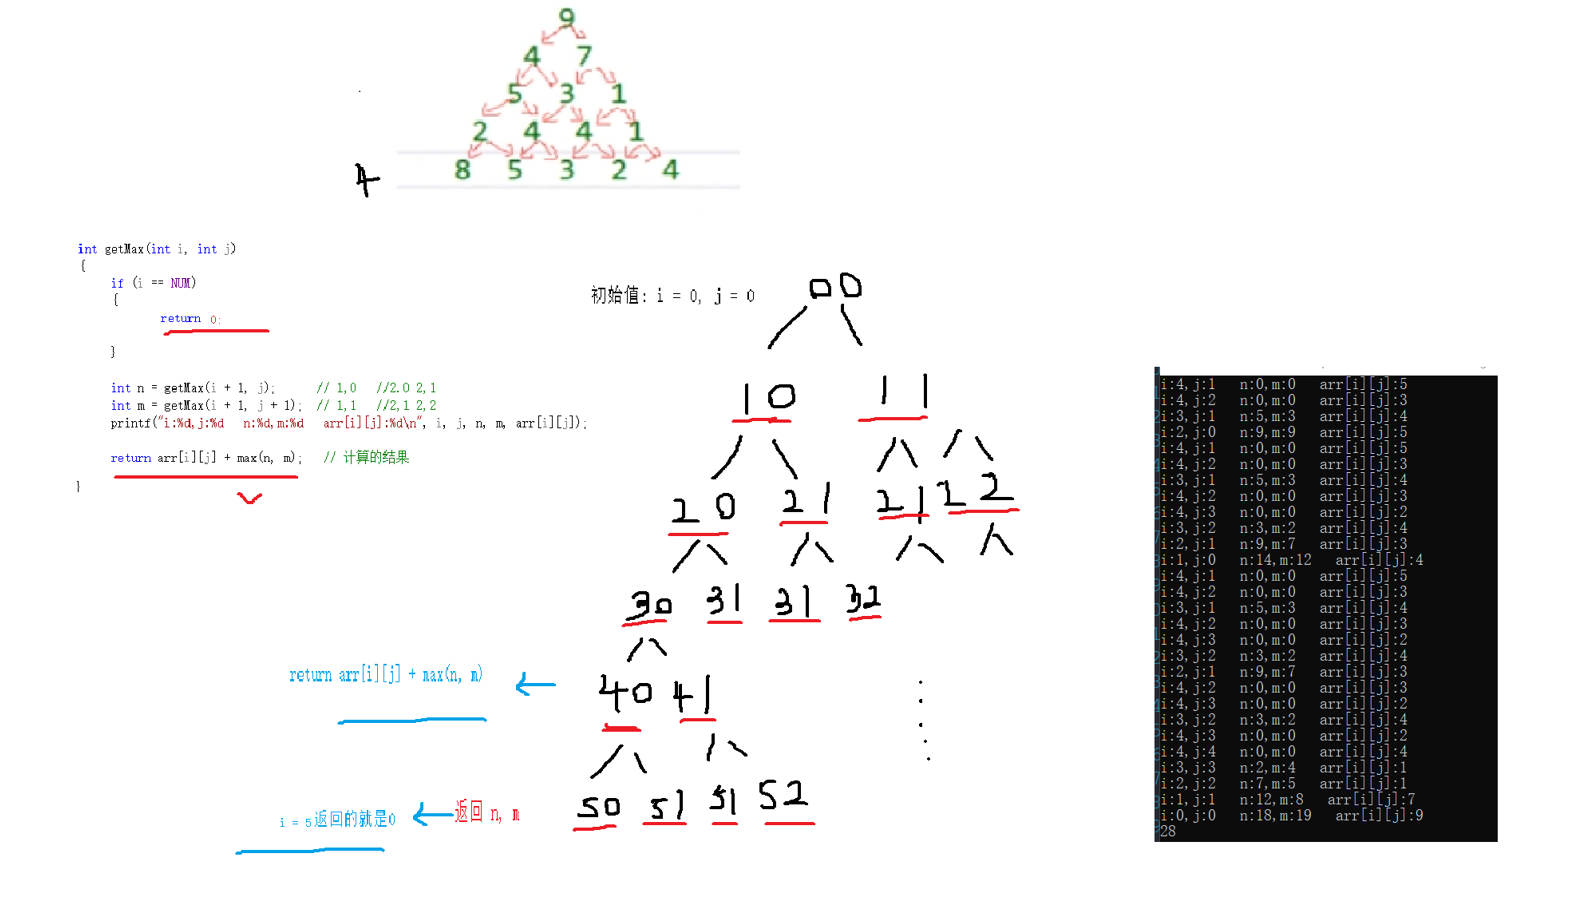 9
4 7
5 3 1
2 4 4 1
8 5 3 2 4
4
int getMax(int i, int j)
{
if (i == NUM)
{
return 0;
}
int n = getMax(i + 1, j); // 1,0 //2.0 2,1
int m = getMax(i + 1, j + 1); // 1,1 //2,1 2,2
printf("i:%d,j:%d n:%d,m:%d arr[i][j]:%d\n", i, j, n, m, arr[i][j]);
return arr[i][j] + max(n, m); // 计算的结果
}
初始值: i = 0, j = 0
00
10 11
20 21 21 22
30 31 31 32
return arr[i][j] + max(n, m)
40 41
50 51 51 52
i = 5返回的就是0
返回 n, m
i:4,j:1 n:0,m:0 arr[i][j]:5
i:4,j:2 n:0,m:0 arr[i][j]:3
i:3,j:1 n:5,m:3 arr[i][j]:4
i:2,j:0 n:9,m:9 arr[i][j]:5
i:4,j:1 n:0,m:0 arr[i][j]:5
i:4,j:2 n:0,m:0 arr[i][j]:3
i:3,j:1 n:5,m:3 arr[i][j]:4
i:4,j:2 n:0,m:0 arr[i][j]:3
i:4,j:3 n:0,m:0 arr[i][j]:2
i:3,j:2 n:3,m:2 arr[i][j]:4
i:2,j:1 n:9,m:7 arr[i][j]:3
i:1,j:0 n:14,m:12 arr[i][j]:4
i:4,j:1 n:0,m:0 arr[i][j]:5
i:4,j:2 n:0,m:0 arr[i][j]:3
i:3,j:1 n:5,m:3 arr[i][j]:4
i:4,j:2 n:0,m:0 arr[i][j]:3
i:4,j:3 n:0,m:0 arr[i][j]:2
i:3,j:2 n:3,m:2 arr[i][j]:4
i:2,j:1 n:9,m:7 arr[i][j]:3
i:4,j:2 n:0,m:0 arr[i][j]:3
i:4,j:3 n:0,m:0 arr[i][j]:2
i:3,j:2 n:3,m:2 arr[i][j]:4
i:4,j:3 n:0,m:0 arr[i][j]:2
i:4,j:4 n:0,m:0 arr[i][j]:4
i:3,j:3 n:2,m:4 arr[i][j]:1
i:2,j:2 n:7,m:5 arr[i][j]:1
i:1,j:1 n:12,m:8 arr[i][j]:7
i:0,j:0 n:18,m:19 arr[i][j]:9
28